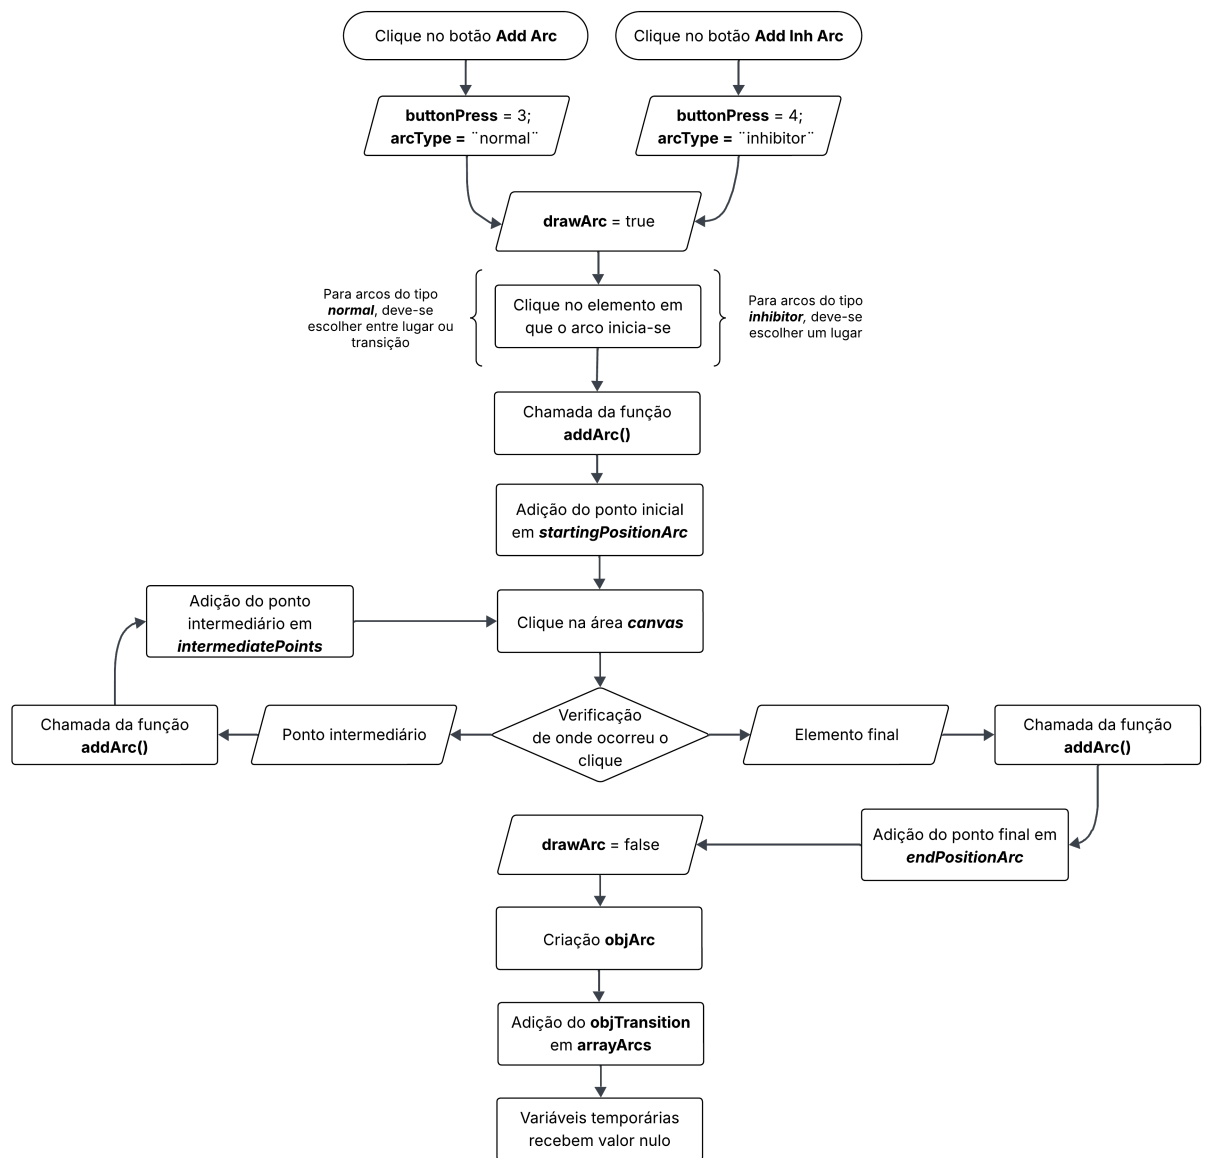 Clique no botão Add Arc
Clique no botão Add Inh Arc
buttonPress = 3;
arcType = ¨normal¨
buttonPress = 4;
arcType = ¨inhibitor¨
drawArc = true
Para arcos do tipo
normal, deve-se
escolher entre lugar ou
transição
Clique no elemento em
que o arco inicia-se
Para arcos do tipo
inhibitor, deve-se
escolher um lugar
Chamada da função
addArc()
Adição do ponto inicial
em startingPositionArc
Adição do ponto
intermediário em
intermediatePoints
Clique na área canvas
Chamada da função
addArc()
Ponto intermediário
Verificação
de onde ocorreu o
clique
Elemento final
Chamada da função
addArc()
drawArc = false
Adição do ponto final em
endPositionArc
Criação objArc
Adição do objTransition
em arrayArcs
Variáveis temporárias
recebem valor nulo